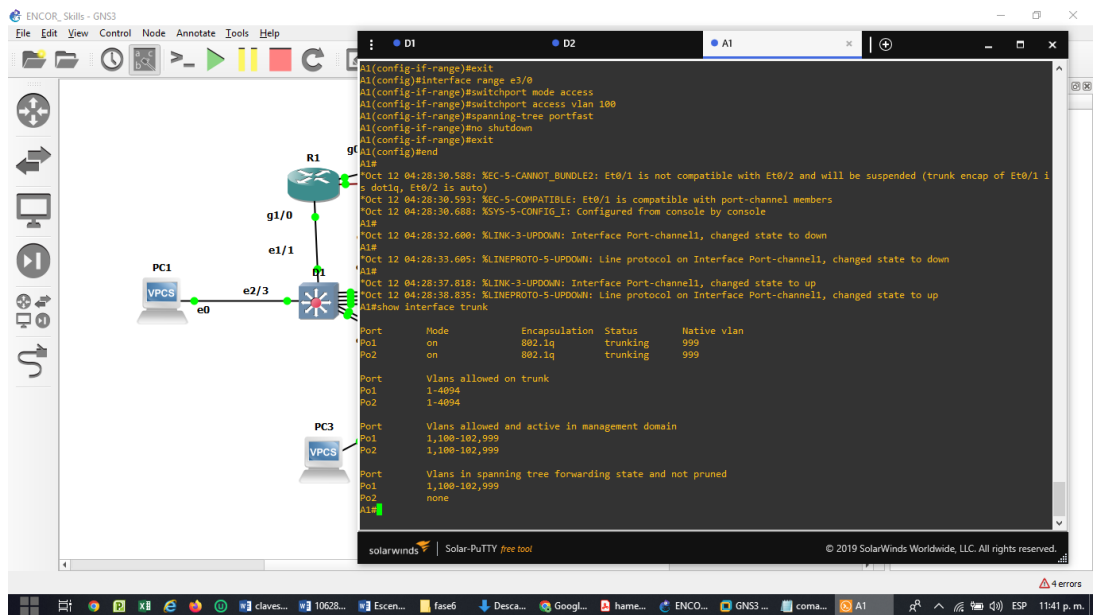 ENCOR_Skills - GNS3
File Edit View Control Node Annotate Tools Help
D1
D2
A1
R1
g1/0
e1/1
PC1
VPCS
e0
e2/3
D1
PC3
VPCS
A1(config-if-range)#exit
A1(config)#interface range e3/0
A1(config-if-range)#switchport mode access
A1(config-if-range)#switchport access vlan 100
A1(config-if-range)#spanning-tree portfast
A1(config-if-range)#no shutdown
A1(config-if-range)#exit
A1(config)#end
A1#
*Oct 12 04:28:30.588: %EC-5-CANNOT_BUNDLE2: Et0/1 is not compatible with Et0/2 and will be suspended (trunk encap of Et0/1 i
s dot1q, Et0/2 is auto)
*Oct 12 04:28:30.593: %EC-5-COMPATIBLE: Et0/1 is compatible with port-channel members
*Oct 12 04:28:30.688: %SYS-5-CONFIG_I: Configured from console by console
A1#
*Oct 12 04:28:32.600: %LINK-3-UPDOWN: Interface Port-channel1, changed state to down
A1#
*Oct 12 04:28:33.605: %LINEPROTO-5-UPDOWN: Line protocol on Interface Port-channel1, changed state to down
A1#
*Oct 12 04:28:37.818: %LINK-3-UPDOWN: Interface Port-channel1, changed state to up
*Oct 12 04:28:38.835: %LINEPROTO-5-UPDOWN: Line protocol on Interface Port-channel1, changed state to up
A1#show interface trunk
Port Mode Encapsulation Status Native vlan
Po1 on 802.1q trunking 999
Po2 on 802.1q trunking 999
Port Vlans allowed on trunk
Po1 1-4094
Po2 1-4094
Port Vlans allowed and active in management domain
Po1 1,100-102,999
Po2 1,100-102,999
Port Vlans in spanning tree forwarding state and not pruned
Po1 1,100-102,999
Po2 none
A1#
solarwinds | Solar-PuTTY free tool © 2019 SolarWinds Worldwide, LLC. All rights reserved.
4 errors
claves... 10628... Escen... fase6 Desca... Googl... hame... ENCO... GNS3 ... coma... A1 ESP 11:41 p. m.